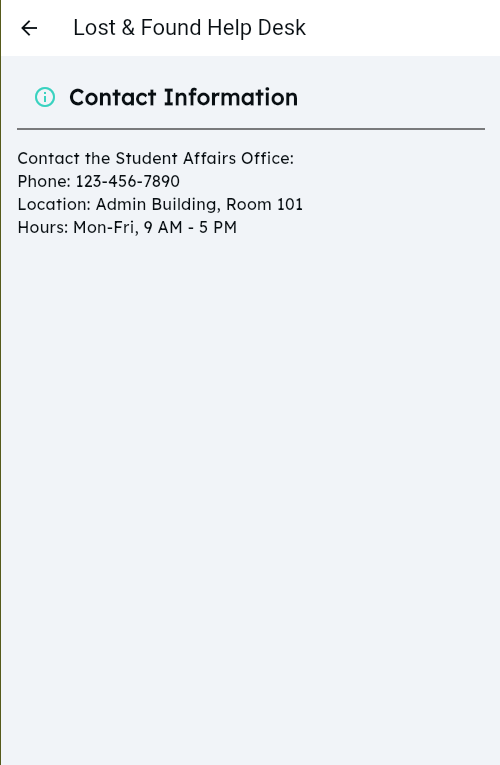 Lost & Found Help Desk
Contact Information
Contact the Student Affairs Office:
Phone: 123-456-7890
Location: Admin Building, Room 101
Hours: Mon-Fri, 9 AM - 5 PM